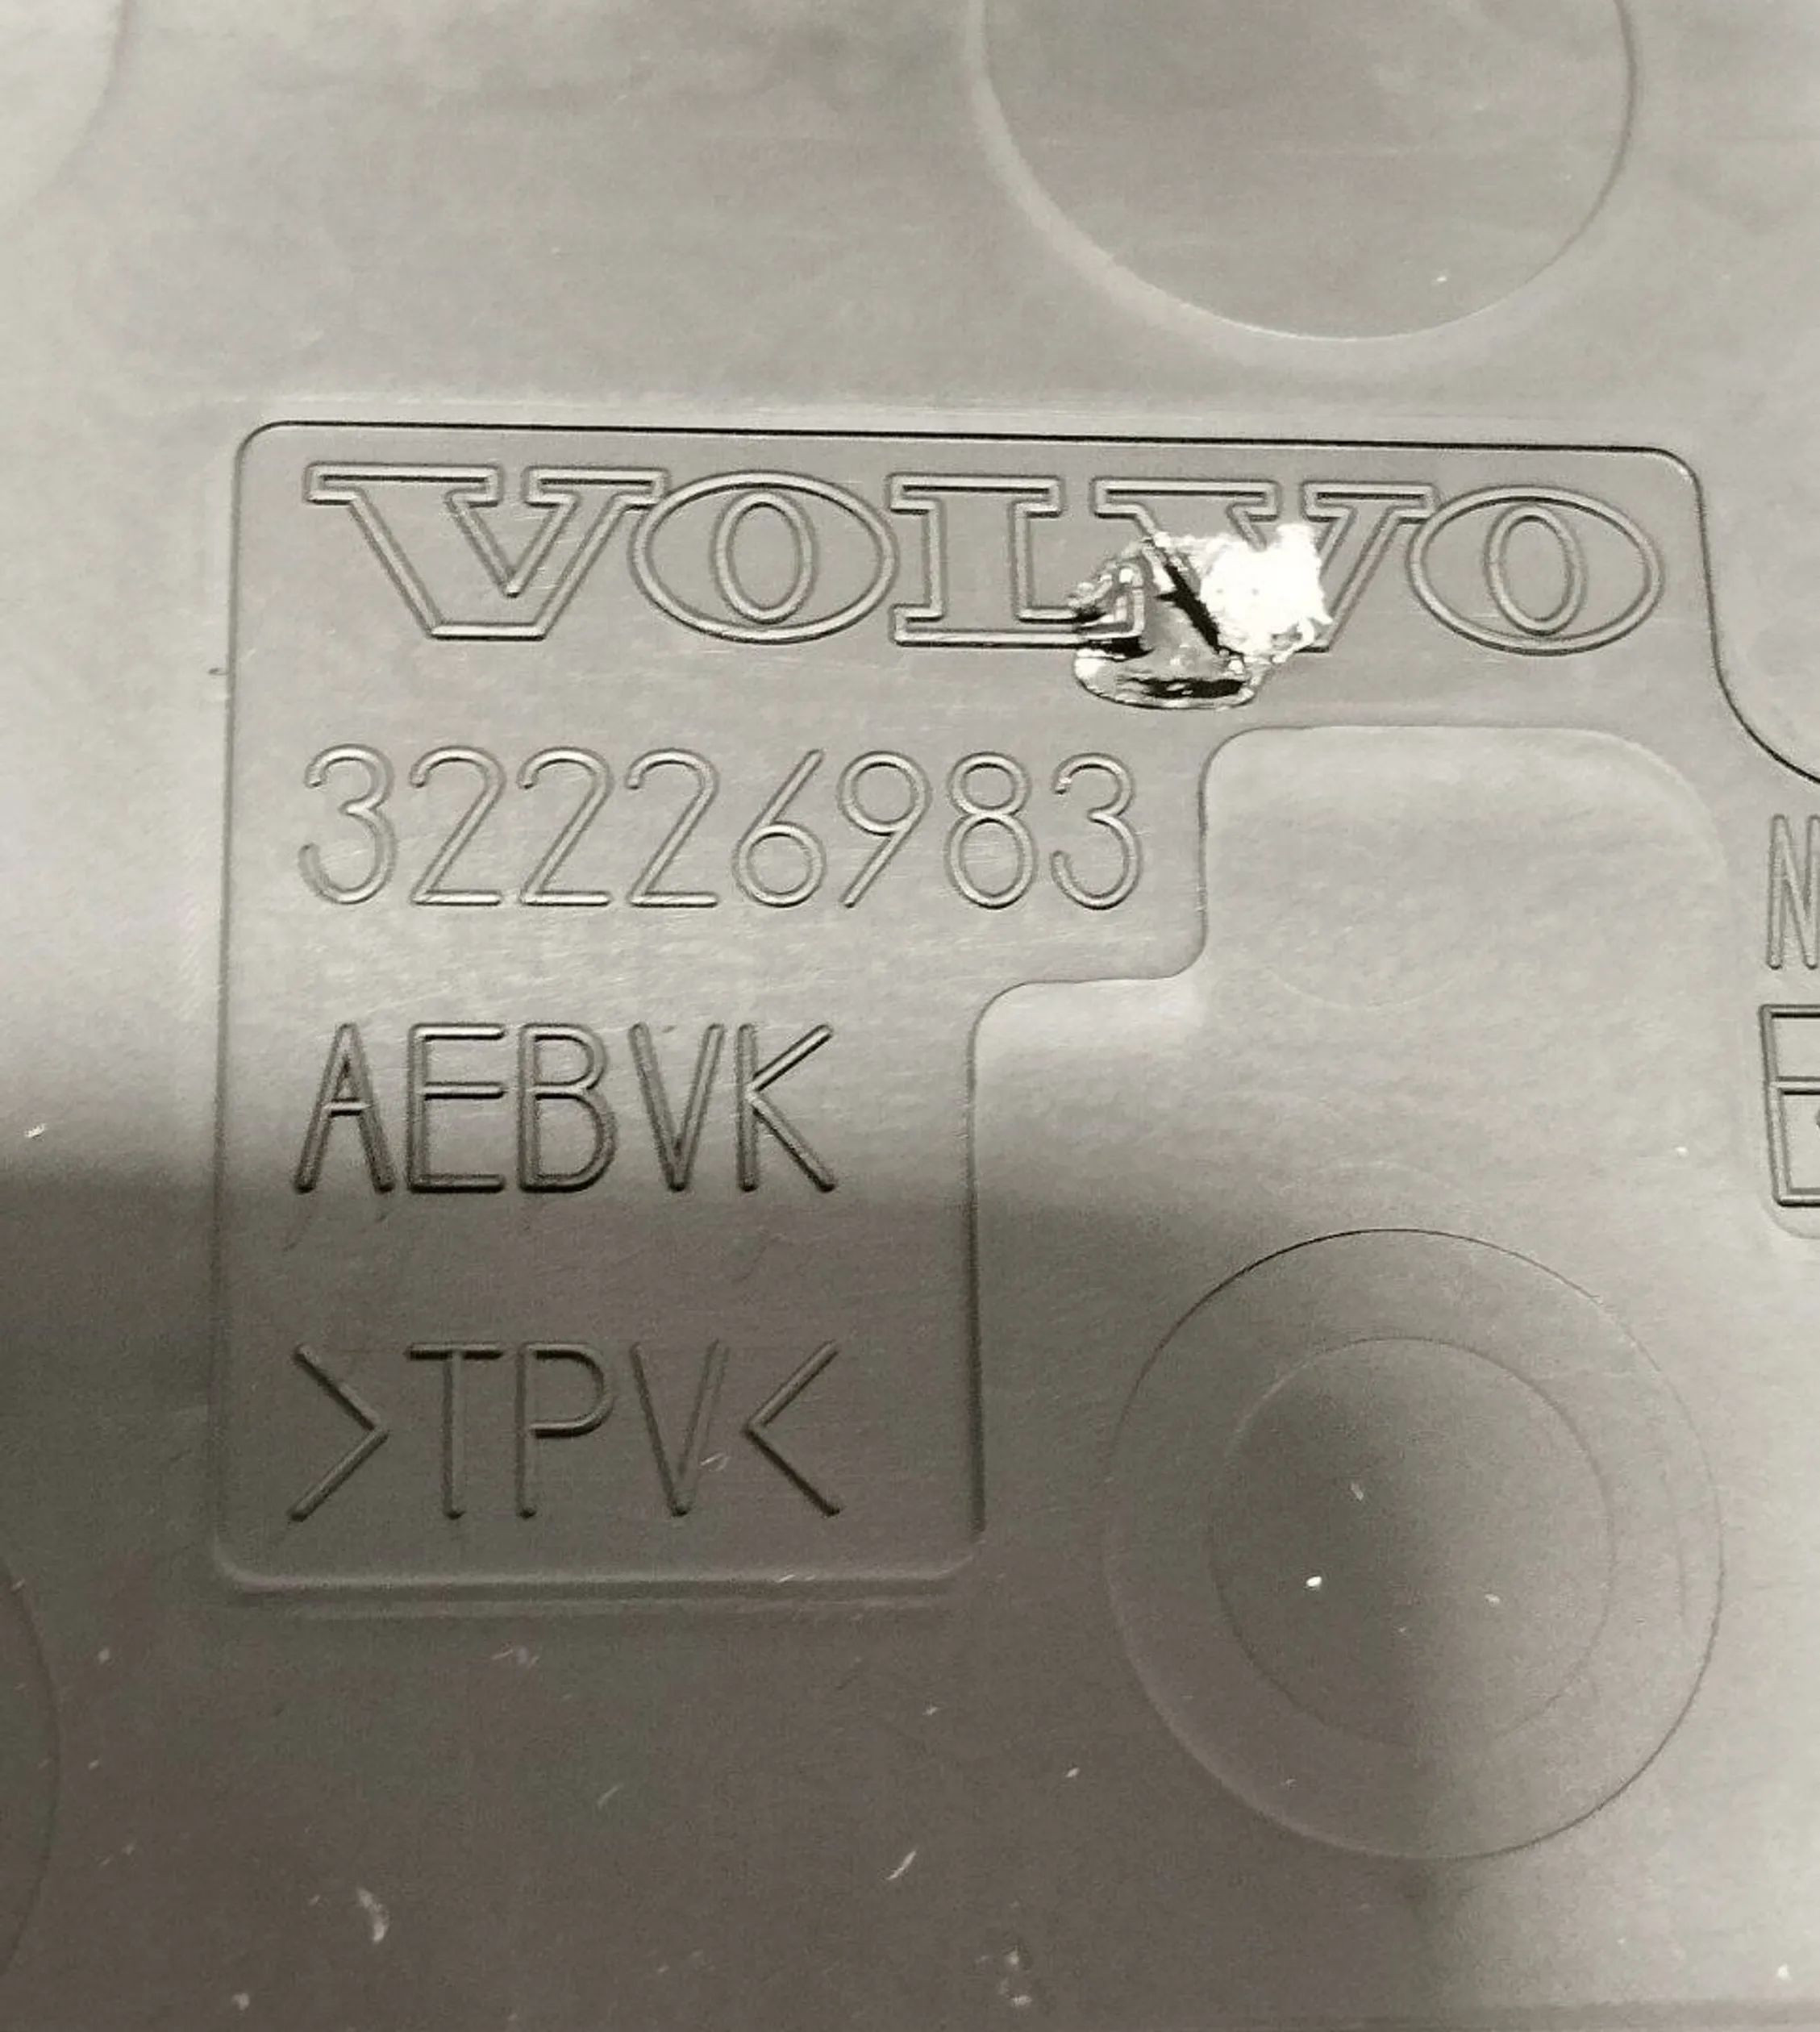 VOLVO
32226983
AEBVK
>TPV<
N